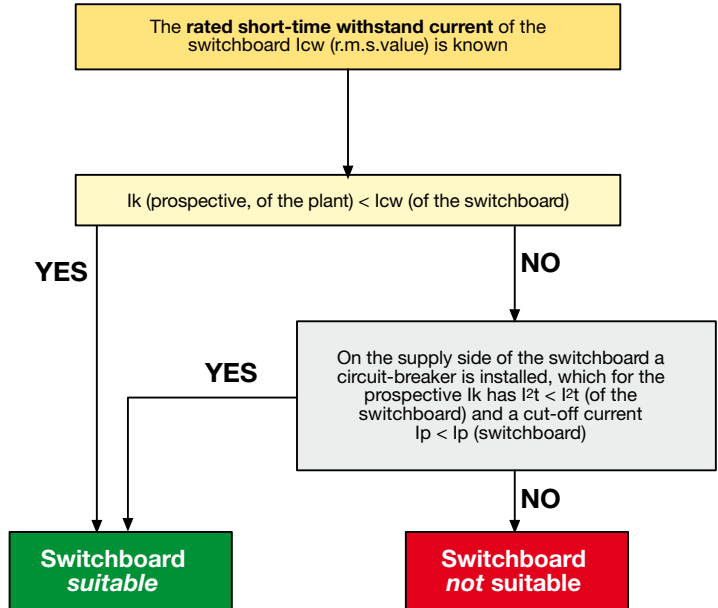 The rated short-time withstand current of the
switchboard Icw (r.m.s.value) is known
Ik (prospective, of the plant) < Icw (of the switchboard)
YES
NO
On the supply side of the switchboard a
circuit-breaker is installed, which for the
prospective Ik has I²t < I²t (of the
the switchboard) and a cut-off current
Ip < Ip (switchboard)
YES
NO
Switchboard
suitable
Switchboard
not suitable